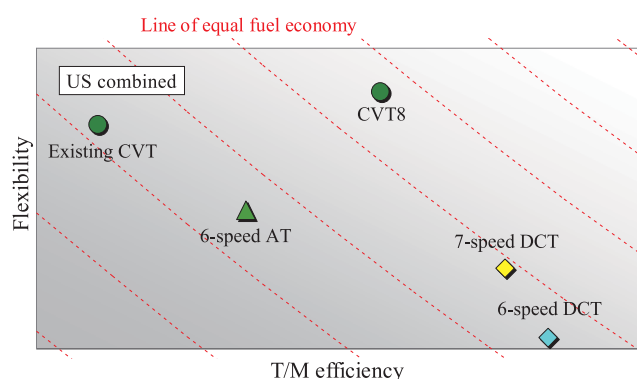 Line of equal fuel economy
US combined
CVT8
Existing CVT
Flexibility
6-speed AT
7-speed DCT
6-speed DCT
T/M efficiency